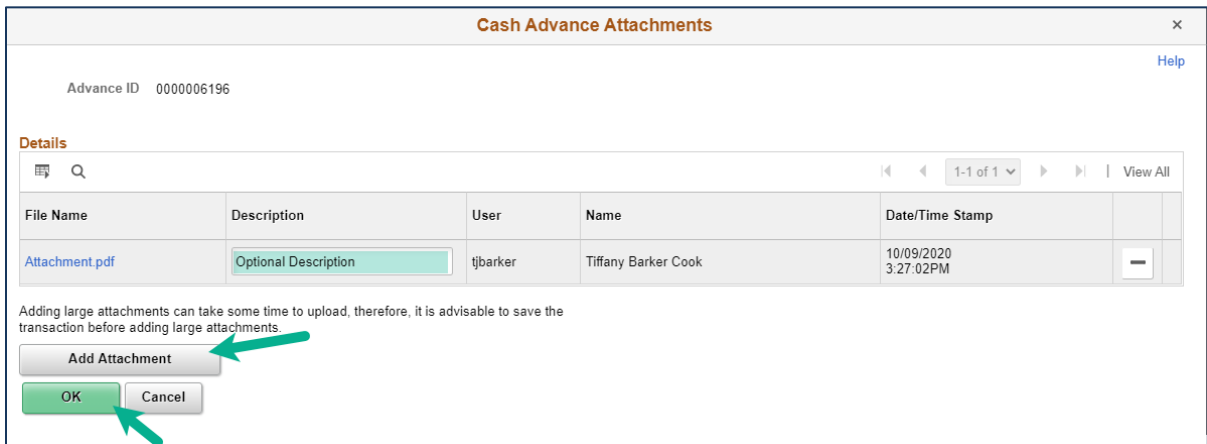 Cash Advance Attachments ×
Help
Advance ID 0000006196
Details
1-1 of 1 | View All
File Name Description User Name Date/Time Stamp
Attachment.pdf Optional Description tjbarker Tiffany Barker Cook 10/09/2020
3:27:02PM
Adding large attachments can take some time to upload, therefore, it is advisable to save the
transaction before adding large attachments.
Add Attachment
OK Cancel